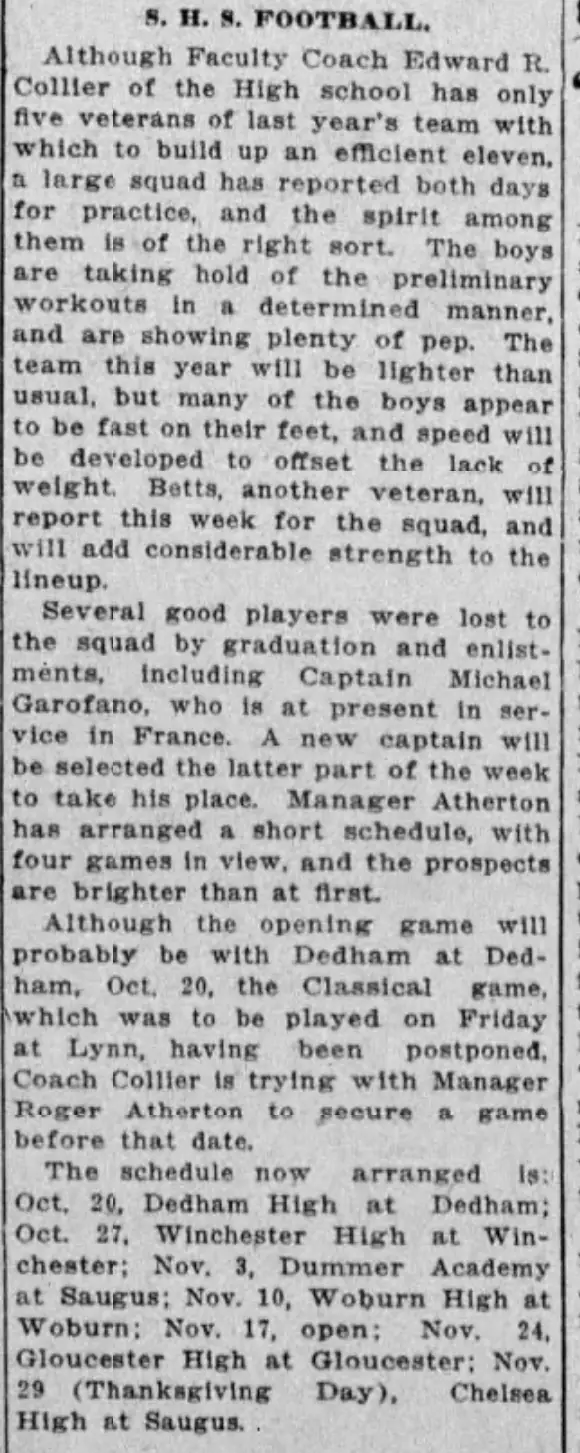 S. H. S. FOOTBALL.
Although Faculty Coach Edward R.
Collier of the High school has only
five veterans of last year's team with
which to build up an efficient eleven,
a large squad has reported both days
for practice, and the spirit among
them is of the right sort. The boys
are taking hold of the preliminary
workouts in a determined manner,
and are showing plenty of pep. The
team this year will be lighter than
usual, but many of the boys appear
to be fast on their feet, and speed will
be developed to offset the lack of
weight. Betts, another veteran, will
report this week for the squad, and
will add considerable strength to the
lineup.
Several good players were lost to
the squad by graduation and enlist-
ments, including Captain Michael
Garofano, who is at present in ser-
vice in France. A new captain will
be selected the latter part of the week
to take his place. Manager Atherton
has arranged a short schedule, with
four games in view, and the prospects
are brighter than at first.
Although the opening game will
probably be with Dedham at Ded-
ham, Oct. 20, the Classical game,
which was to be played on Friday
at Lynn, having been postponed,
Coach Collier is trying with Manager
Roger Atherton to secure a game
before that date.
The schedule now arranged is:
Oct. 20, Dedham High at Dedham;
Oct. 27, Winchester High at Win-
chester; Nov. 3, Dummer Academy
at Saugus; Nov. 10, Woburn High at
Woburn; Nov. 17, open; Nov. 24,
Gloucester High at Gloucester; Nov.
29 (Thanksgiving Day), Chelsea
High at Saugus.